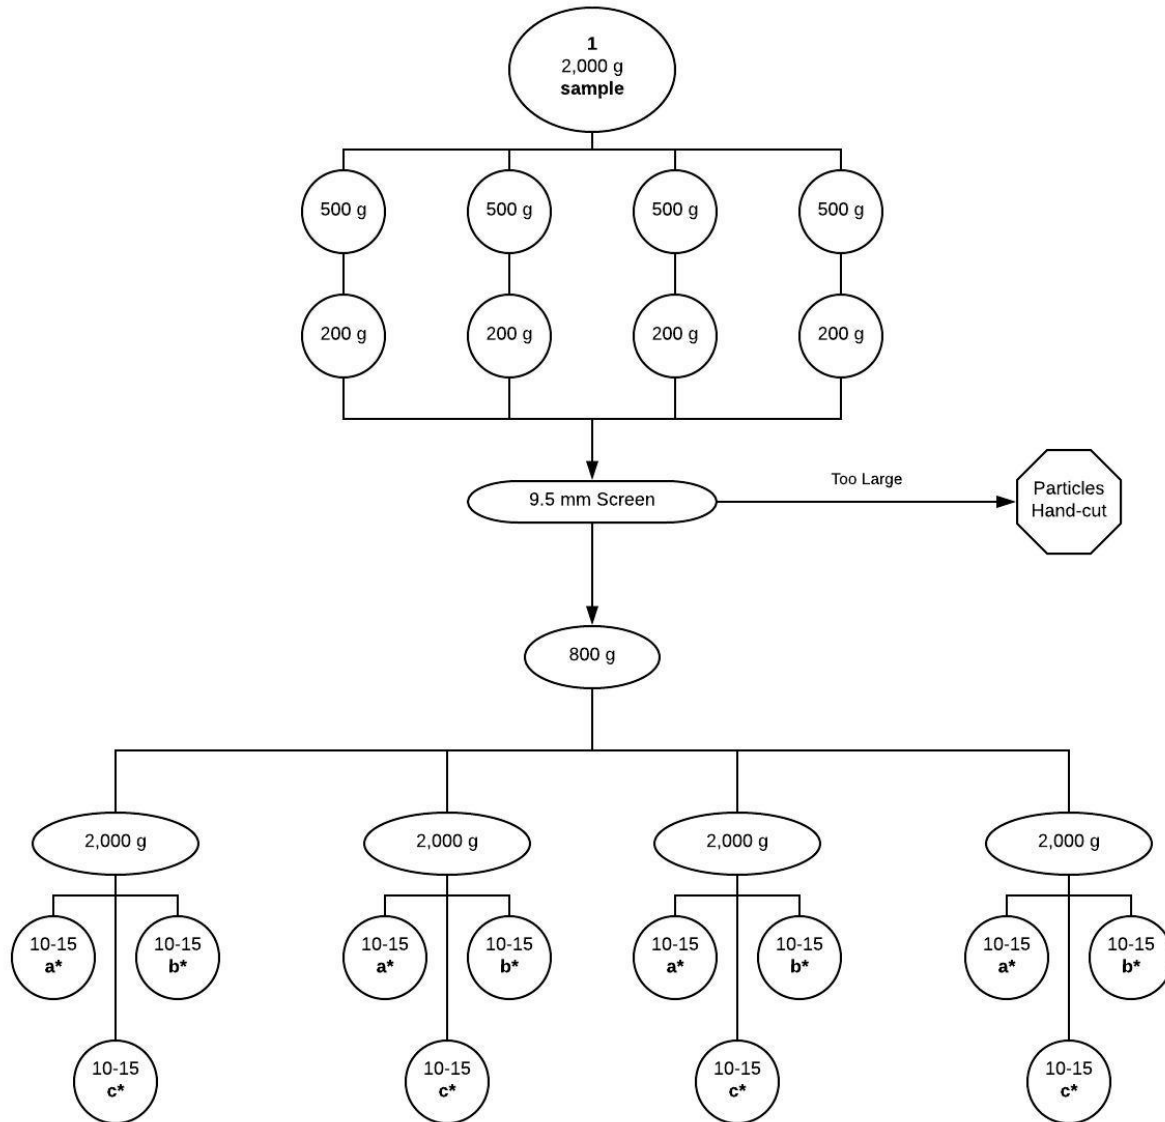 1
2,000 g
sample
500 g
500 g
500 g
500 g
200 g
200 g
200 g
200 g
9.5 mm Screen
Too Large
Particles
Hand-cut
800 g
2,000 g
2,000 g
2,000 g
2,000 g
10-15
a*
10-15
b*
10-15
a*
10-15
b*
10-15
a*
10-15
b*
10-15
a*
10-15
b*
10-15
c*
10-15
c*
10-15
c*
10-15
c*